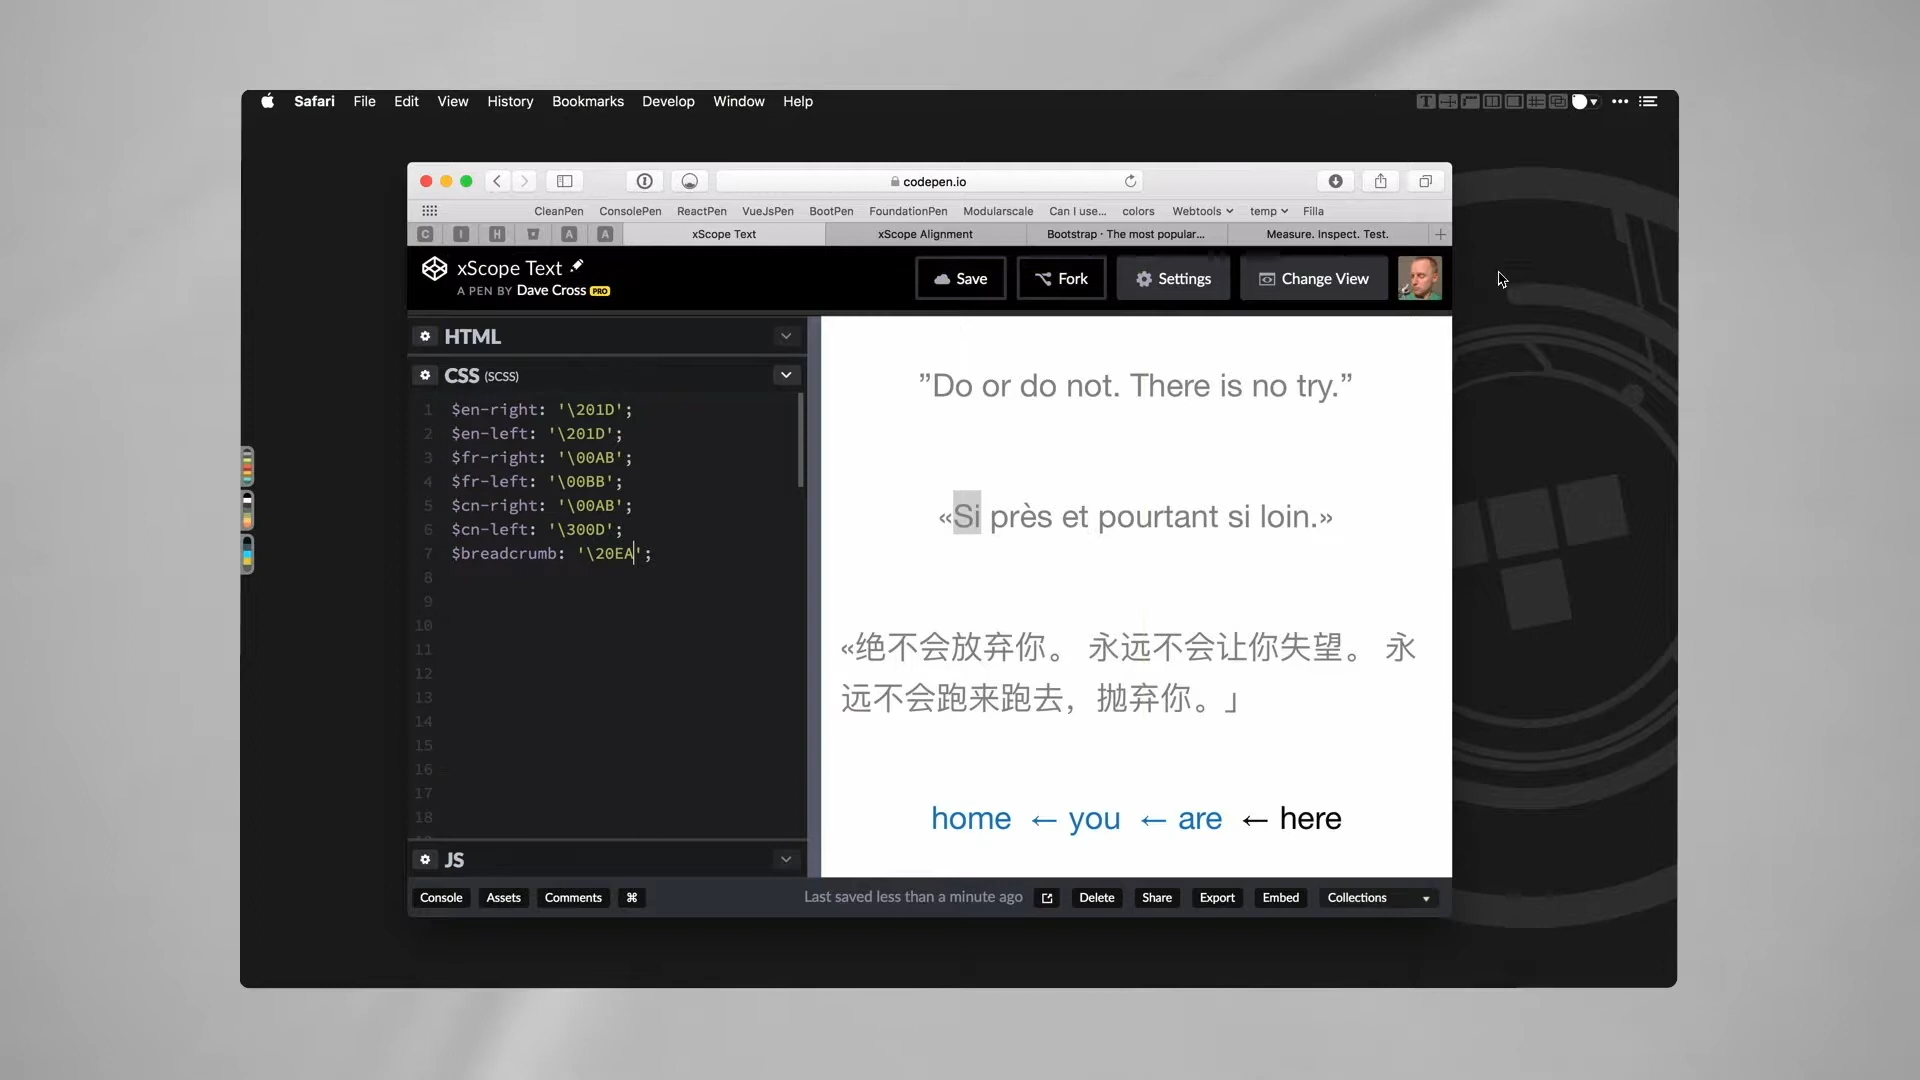 Safari File Edit View History Bookmarks Develop Window Help
codepen.io
CleanPen ConsolePen ReactPen VueJsPen BootPen FoundationPen Modularscale Can I use... colors Webtools temp Filla
C I H A A xScope Text xScope Alignment Bootstrap · The most popular... Measure. Inspect. Test.
xScope Text
A PEN BY Dave Cross PRO
Save Fork Settings Change View
HTML
CSS (SCSS)
1 $en-right: '\201D';
2 $en-left: '\201D';
3 $fr-right: '\00AB';
4 $fr-left: '\00BB';
5 $cn-right: '\00AB';
6 $cn-left: '\300D';
7 $breadcrumb: '\20EA';
8
9
10
11
12
13
14
15
16
17
18
JS
”Do or do not. There is no try.”
«Si près et pourtant si loin.»
«绝不会放弃你。 永远不会让你失望。 永
远不会跑来跑去，抛弃你。」
home ← you ← are ← here
Console Assets Comments ⌘ Last saved less than a minute ago Delete Share Export Embed Collections